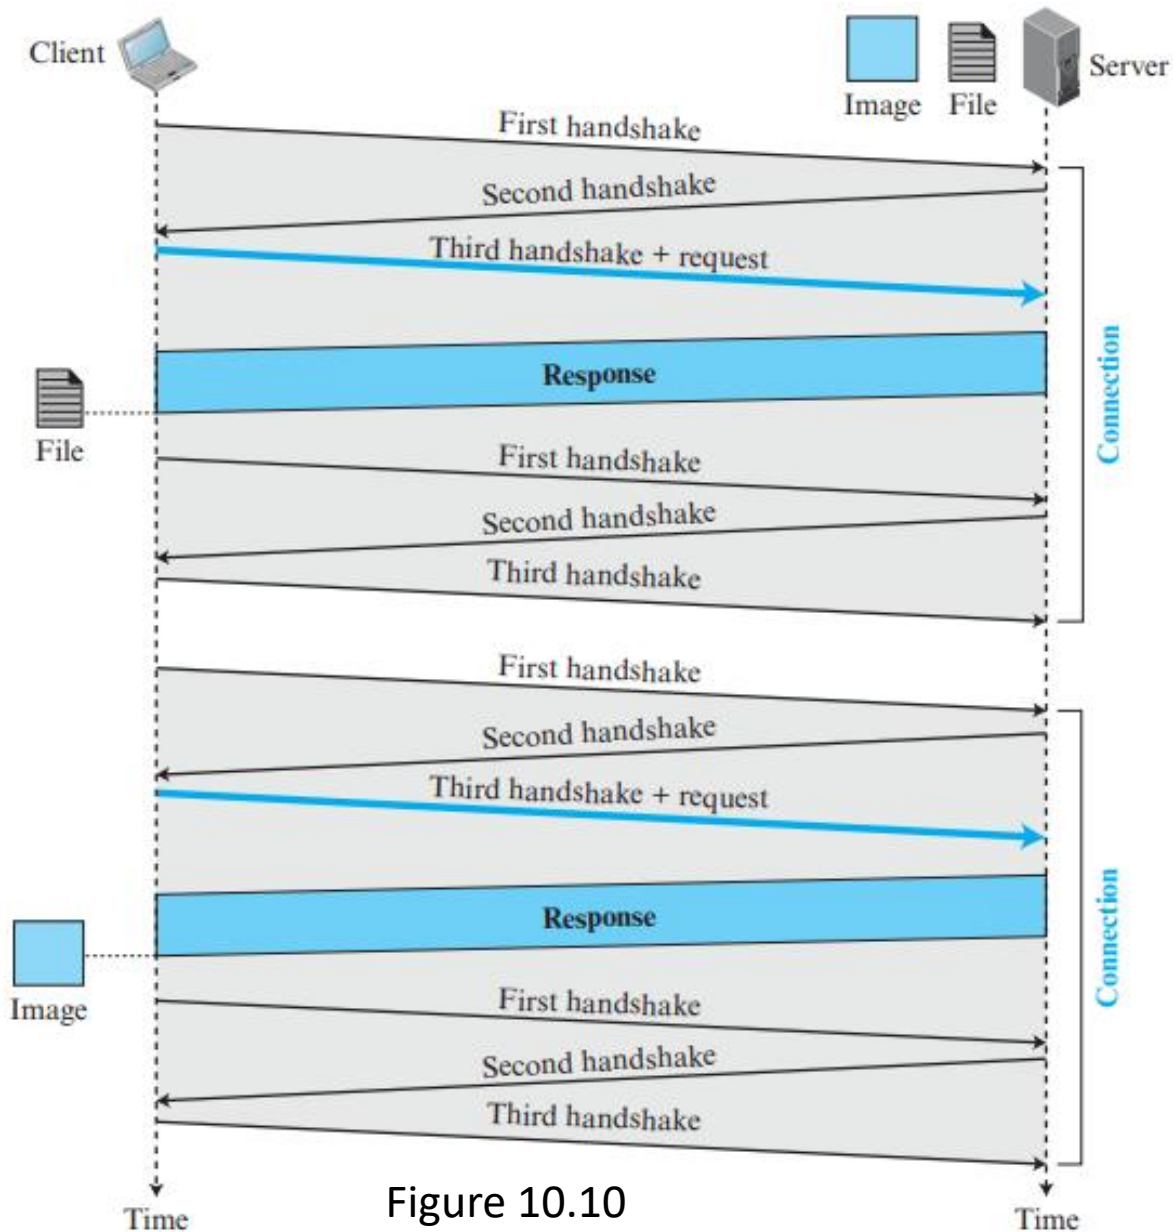 Client
Server
Image
File
First handshake
Second handshake
Third handshake + request
Response
Connection
File
First handshake
Second handshake
Third handshake
First handshake
Second handshake
Third handshake + request
Response
Connection
Image
First handshake
Second handshake
Third handshake
Time
Figure 10.10
Time